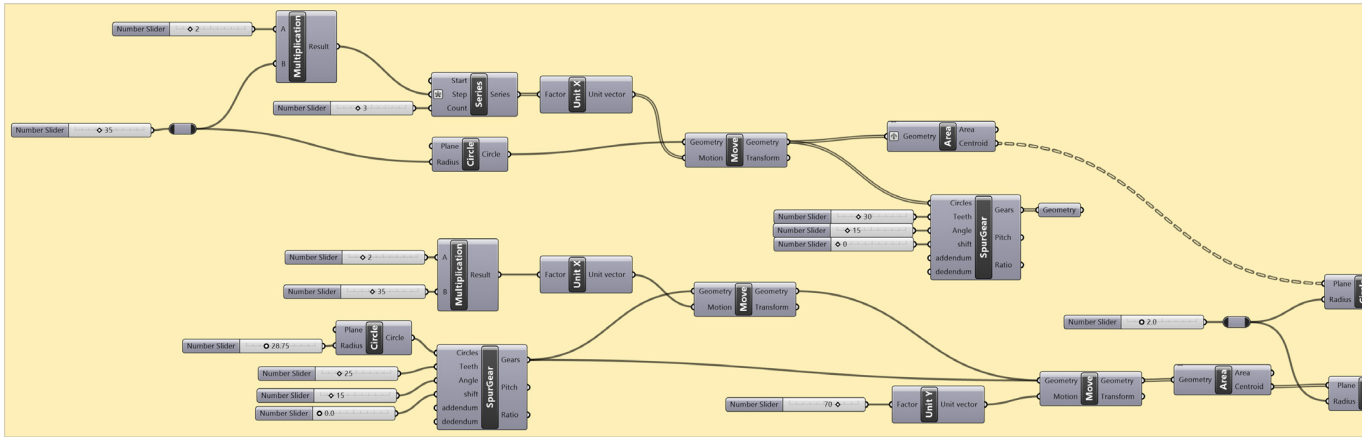 Number Slider 2
A
B
Multiplication
Result
Number Slider 35
Number Slider 3
Start
Step
Count
Series
Series
Factor
Unit X
Unit vector
Plane
Radius
Circle
Circle
Geometry
Motion
Move
Geometry
Transform
Geometry
Area
Area
Centroid
Number Slider 30
Number Slider 15
Number Slider 0
Circles
Teeth
Angle
shift
addendum
dedendum
SpurGear
Gears
Pitch
Ratio
Geometry
Number Slider 2
Number Slider 35
A
B
Multiplication
Result
Factor
Unit X
Unit vector
Geometry
Motion
Move
Geometry
Transform
Number Slider 28.75
Plane
Radius
Circle
Circle
Number Slider 25
Number Slider 15
Number Slider 0.0
Circles
Teeth
Angle
shift
addendum
dedendum
SpurGear
Gears
Pitch
Ratio
Number Slider 70
Factor
Unit Y
Unit vector
Geometry
Motion
Move
Geometry
Transform
Geometry
Area
Area
Centroid
Number Slider 2.0
Plane
Radius
Plane
Radius